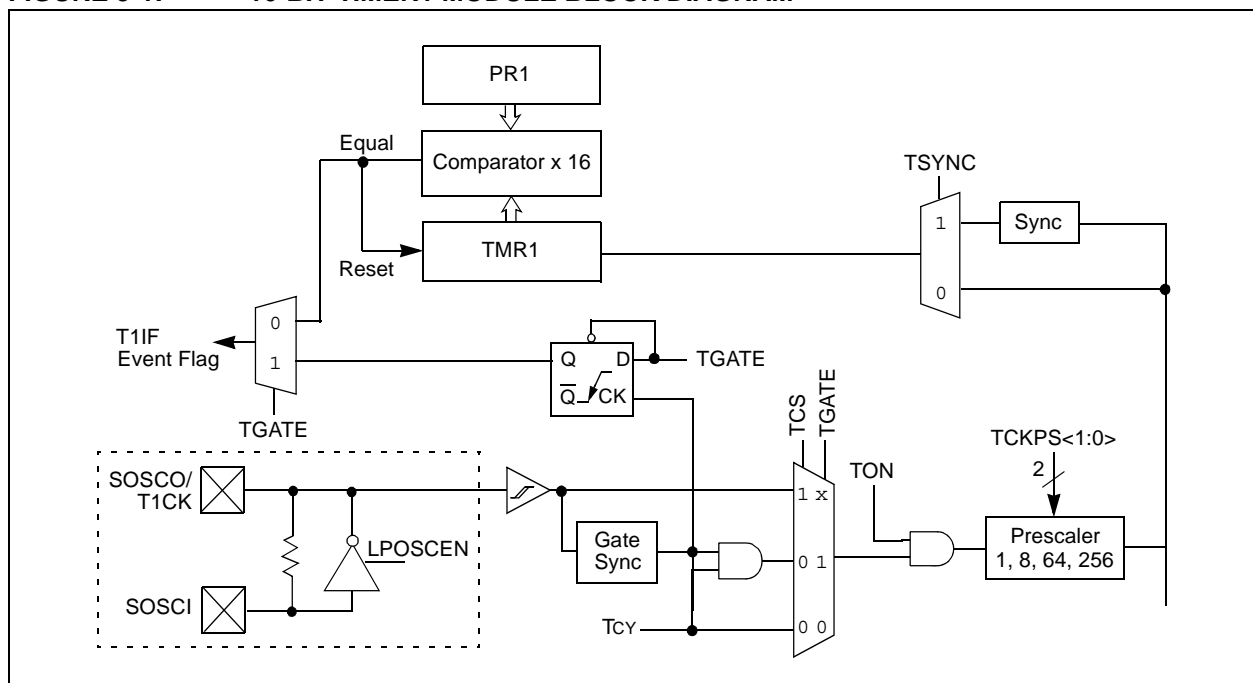 PR1
Equal
Comparator x 16
TSYNC
1
Sync
TMR1
Reset
0
T1IF
Event Flag
0
1
Q
D
TGATE
Q
CK
TGATE
TCS
TGATE
TCKPS<1:0>
2
TON
SOSCO/
T1CK
1 x
LPOSCEN
Gate
Sync
0 1
Prescaler
1, 8, 64, 256
SOSCI
TCY
0 0